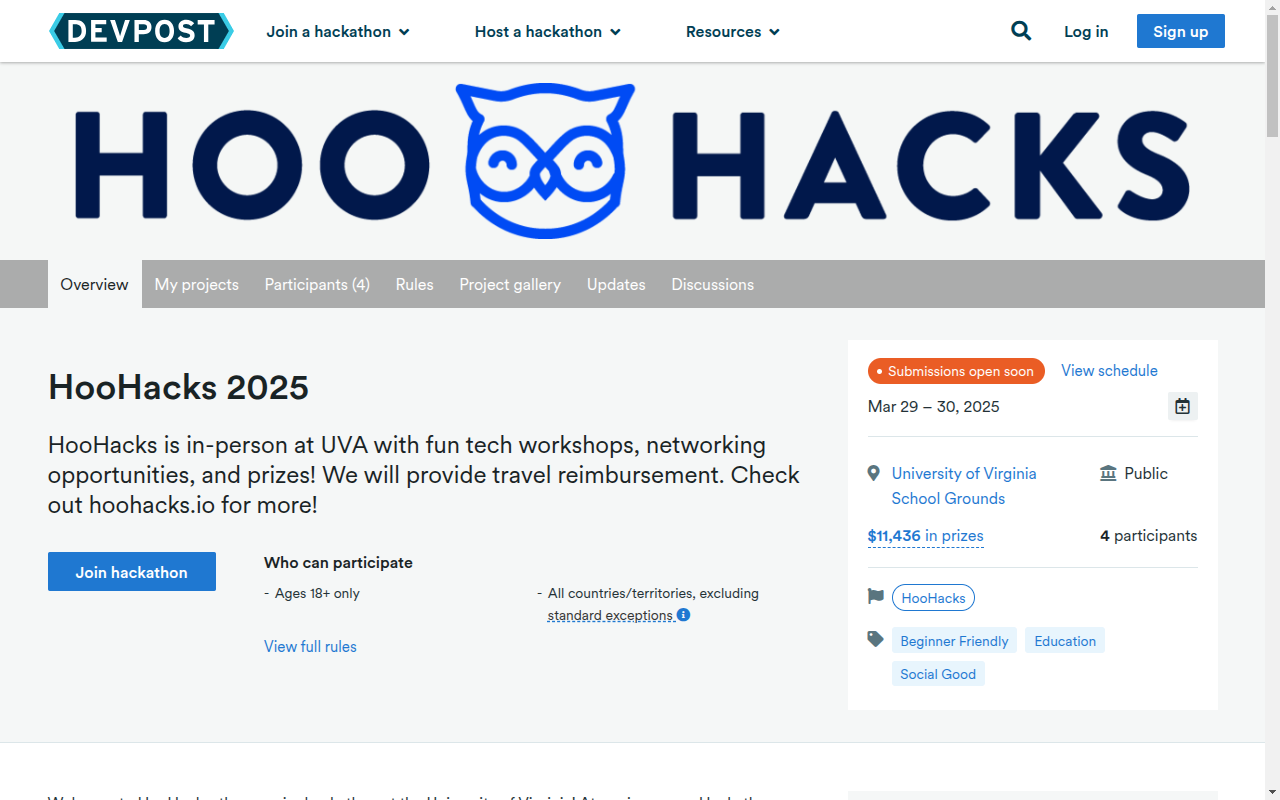 DEVPOST
Join a hackathon
Host a hackathon
Resources
Log in
Sign up
HOO HACKS
Overview
My projects
Participants (4)
Rules
Project gallery
Updates
Discussions
HooHacks 2025
HooHacks is in-person at UVA with fun tech workshops, networking
opportunities, and prizes! We will provide travel reimbursement. Check
out hoohacks.io for more!
Join hackathon
Who can participate
- Ages 18+ only
- All countries/territories, excluding
standard exceptions
View full rules
Submissions open soon
View schedule
Mar 29 – 30, 2025
University of Virginia
School Grounds
Public
$11,436 in prizes
4 participants
HooHacks
Beginner Friendly
Education
Social Good